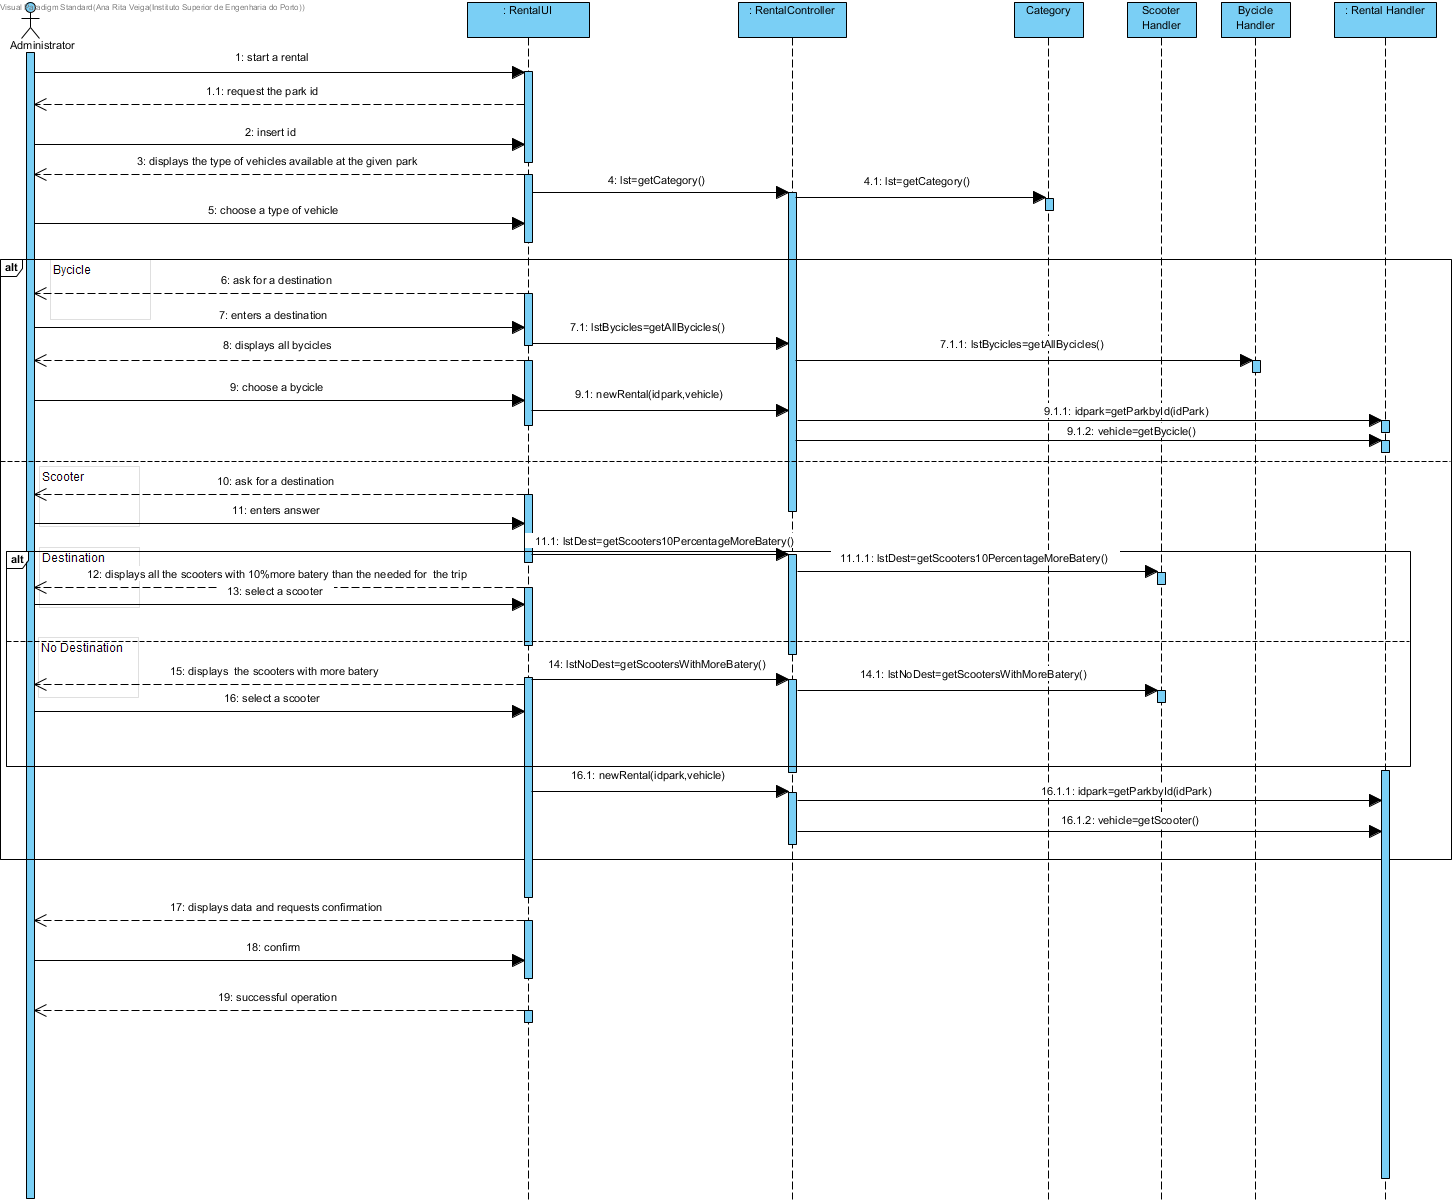 Visual Paradigm Standard(Ana Rita Veiga(Instituto Superior de Engenharia do Porto))
: RentalUI
: RentalController
Category
Scooter
Handler
Bycicle
Handler
: Rental Handler
Administrator
1: start a rental
1.1: request the park id
2: insert id
3: displays the type of vehicles available at the given park
4: lst=getCategory()
4.1: lst=getCategory()
5: choose a type of vehicle
alt
Bycicle
6: ask for a destination
7: enters a destination
7.1: lstBycicles=getAllBycicles()
8: displays all bycicles
7.1.1: lstBycicles=getAllBycicles()
9: choose a bycicle
9.1: newRental(idpark,vehicle)
9.1.1: idpark=getParkbyId(idPark)
9.1.2: vehicle=getBycicle()
Scooter
10: ask for a destination
11: enters answer
11.1: lstDest=getScooters10PercentageMoreBatery()
alt
Destination
11.1.1: lstDest=getScooters10PercentageMoreBatery()
12: displays all the scooters with 10%more batery than the needed for  the trip
13: select a scooter
No Destination
14: lstNoDest=getScootersWithMoreBatery()
15: displays  the scooters with more batery
14.1: lstNoDest=getScootersWithMoreBatery()
16: select a scooter
16.1: newRental(idpark,vehicle)
16.1.1: idpark=getParkbyId(idPark)
16.1.2: vehicle=getScooter()
17: displays data and requests confirmation
18: confirm
19: successful operation